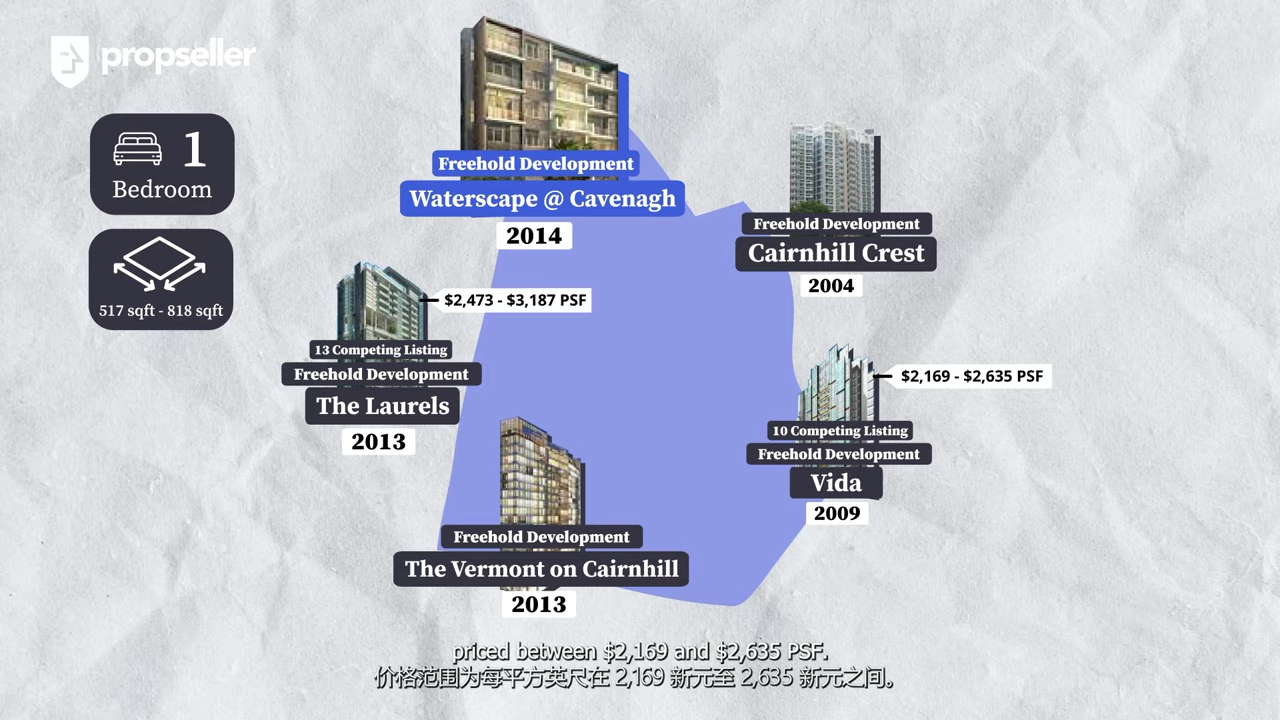 propseller
1
Bedroom
517 sqft - 818 sqft
Freehold Development
Waterscape @ Cavenagh
2014
Freehold Development
Cairnhill Crest
2004
$2,473 - $3,187 PSF
13 Competing Listing
Freehold Development
The Laurels
2013
$2,169 - $2,635 PSF
10 Competing Listing
Freehold Development
Vida
2009
Freehold Development
The Vermont on Cairnhill
2013
priced between $2,169 and $2,635 PSF.
价格范围为每平方英尺在 2,169 新元至 2,635 新元之间。